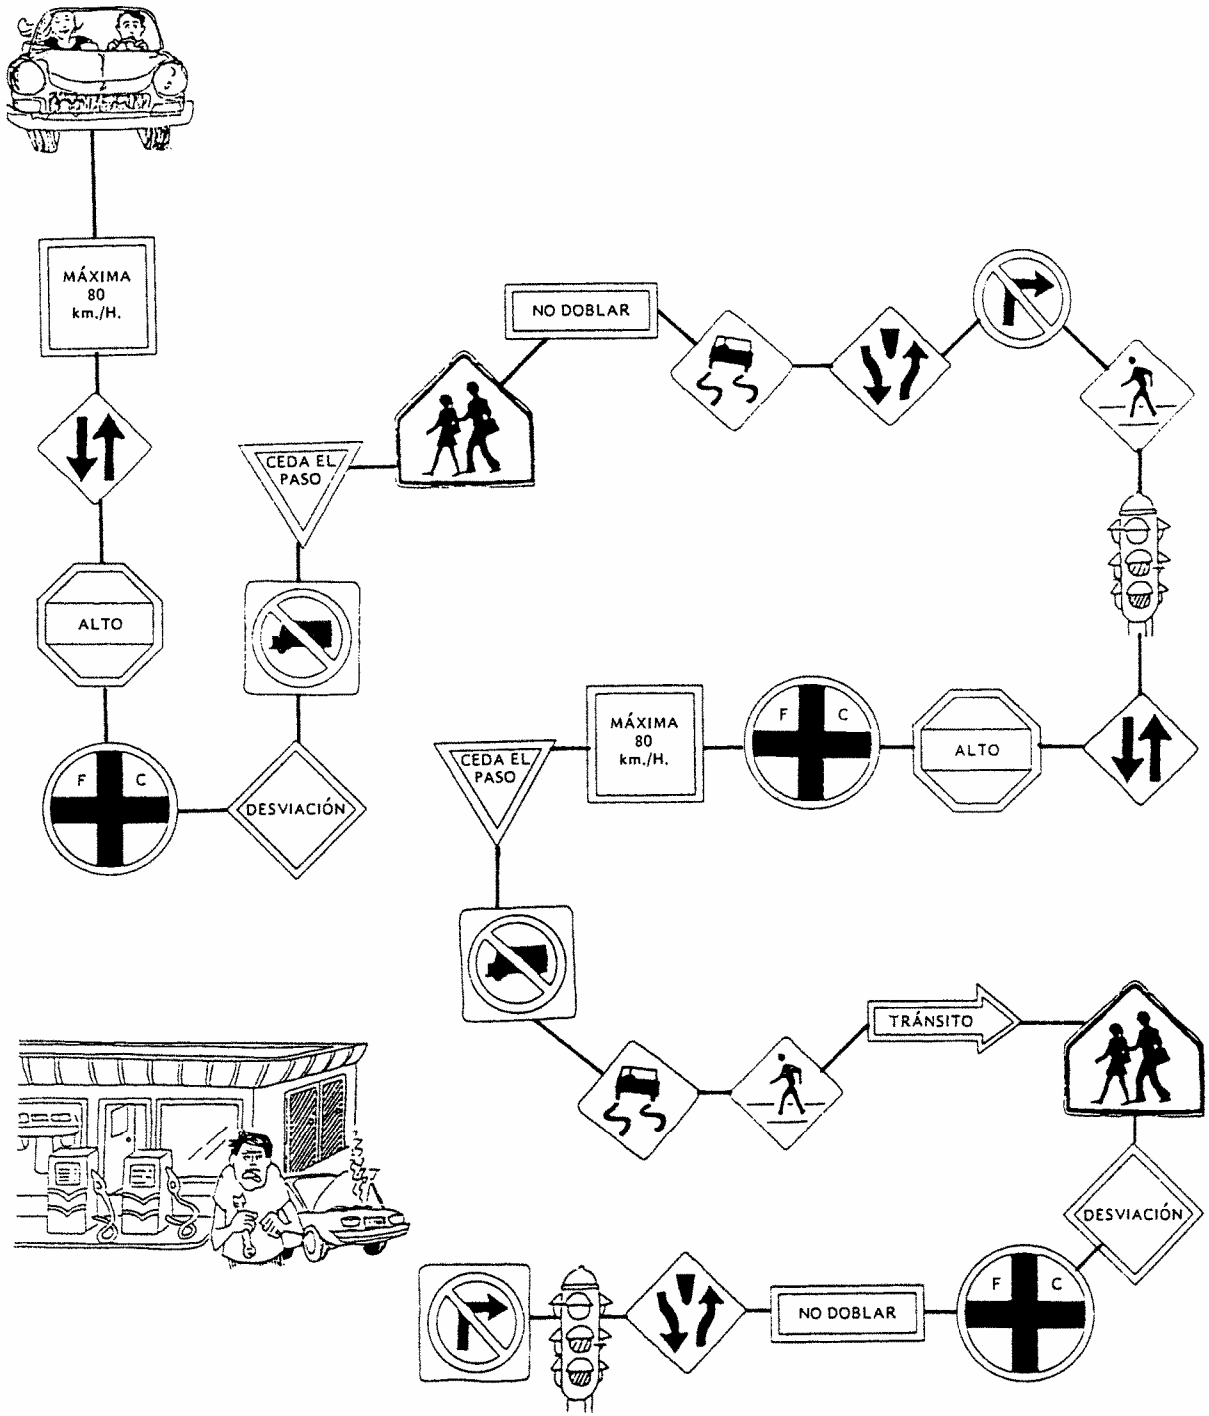 MÁXIMA
80
km./H.
ALTO
F C
DESVIACIÓN
CEDA EL
PASO
NO DOBLAR
ALTO
F C
MÁXIMA
80
km./H.
CEDA EL
PASO
TRÁNSITO
DESVIACIÓN
F C
NO DOBLAR